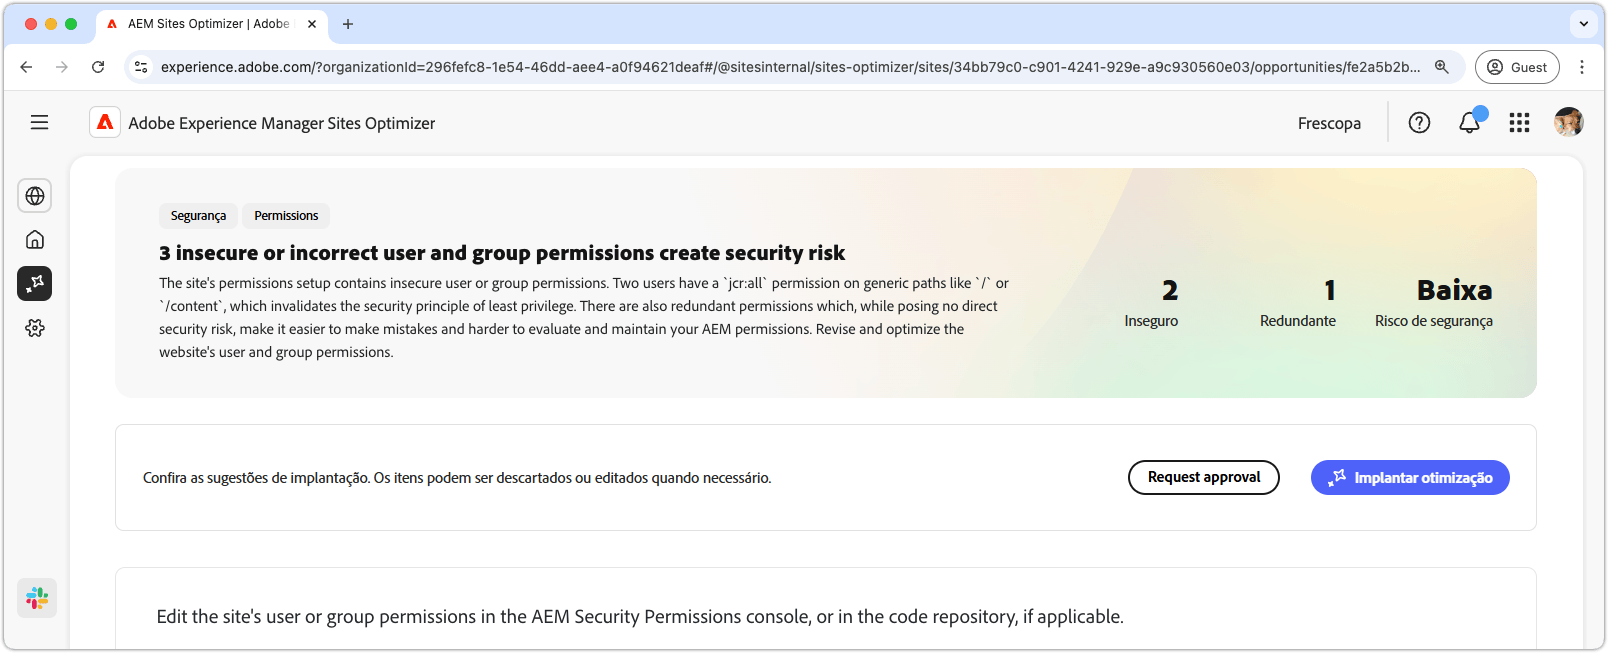 AEM Sites Optimizer | Adobe
experience.adobe.com/?organizationId=296fefc8-1e54-46dd-aee4-a0f94621deaf#/@sitesinternal/sites-optimizer/sites/34bb79c0-c901-4241-929e-a9c930560e03/opportunities/fe2a5b2b...
Guest
Adobe Experience Manager Sites Optimizer
Frescopa
Segurança
Permissions
3 insecure or incorrect user and group permissions create security risk
The site's permissions setup contains insecure user or group permissions. Two users have a `jcr:all` permission on generic paths like `/` or
`/content`, which invalidates the security principle of least privilege. There are also redundant permissions which, while posing no direct
security risk, make it easier to make mistakes and harder to evaluate and maintain your AEM permissions. Revise and optimize the
website's user and group permissions.
2
Inseguro
1
Redundante
Baixa
Risco de segurança
Confira as sugestões de implantação. Os itens podem ser descartados ou editados quando necessário.
Request approval
Implantar otimização
Edit the site's user or group permissions in the AEM Security Permissions console, or in the code repository, if applicable.